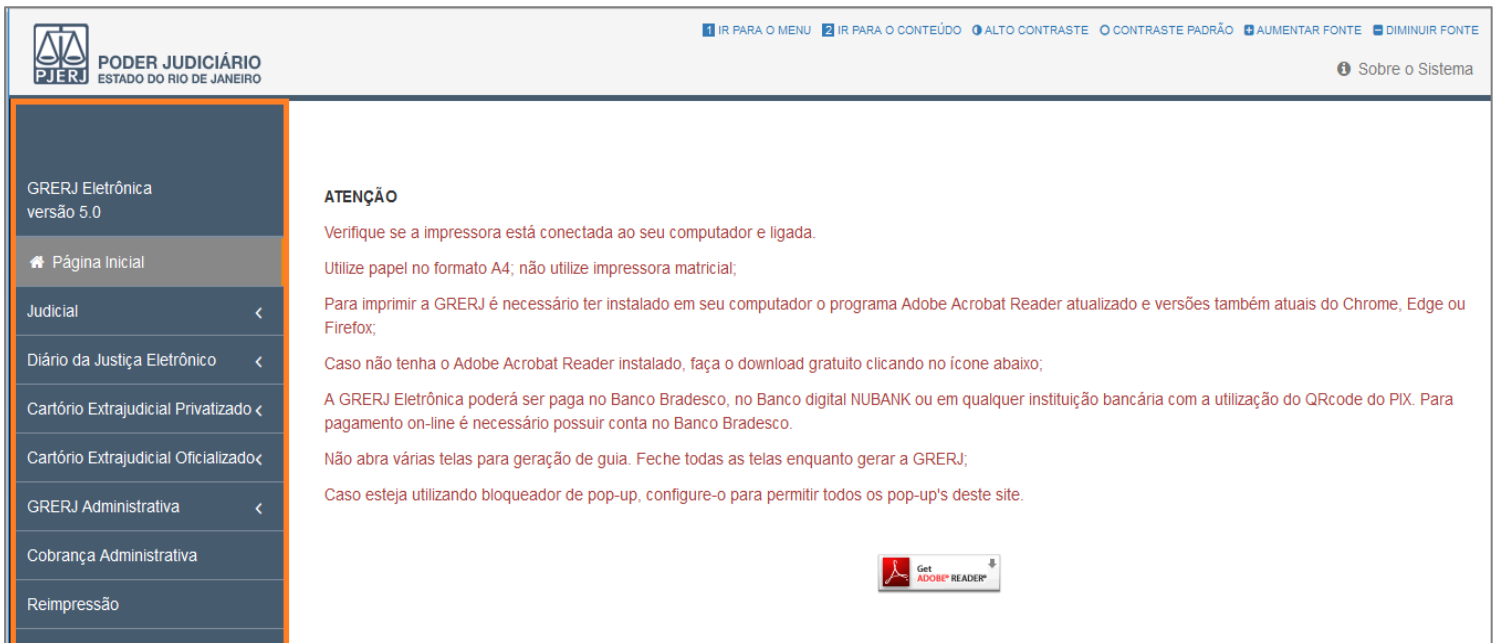 1 IR PARA O MENU 2 IR PARA O CONTEÚDO ALTO CONTRASTE CONTRASTE PADRÃO AUMENTAR FONTE DIMINUIR FONTE
PJERJ
PODER JUDICIÁRIO
ESTADO DO RIO DE JANEIRO
Sobre o Sistema
GRERJ Eletrônica
versão 5.0
Página Inicial
Judicial
Diário da Justiça Eletrônico
Cartório Extrajudicial Privatizado
Cartório Extrajudicial Oficializado
GRERJ Administrativa
Cobrança Administrativa
Reimpressão
ATENÇÃO
Verifique se a impressora está conectada ao seu computador e ligada.
Utilize papel no formato A4; não utilize impressora matricial;
Para imprimir a GRERJ é necessário ter instalado em seu computador o programa Adobe Acrobat Reader atualizado e versões também atuais do Chrome, Edge ou
Firefox;
Caso não tenha o Adobe Acrobat Reader instalado, faça o download gratuito clicando no ícone abaixo;
A GRERJ Eletrônica poderá ser paga no Banco Bradesco, no Banco digital NUBANK ou em qualquer instituição bancária com a utilização do QRcode do PIX. Para
pagamento on-line é necessário possuir conta no Banco Bradesco.
Não abra várias telas para geração de guia. Feche todas as telas enquanto gerar a GRERJ;
Caso esteja utilizando bloqueador de pop-up, configure-o para permitir todos os pop-up's deste site.
Get
ADOBE® READER®